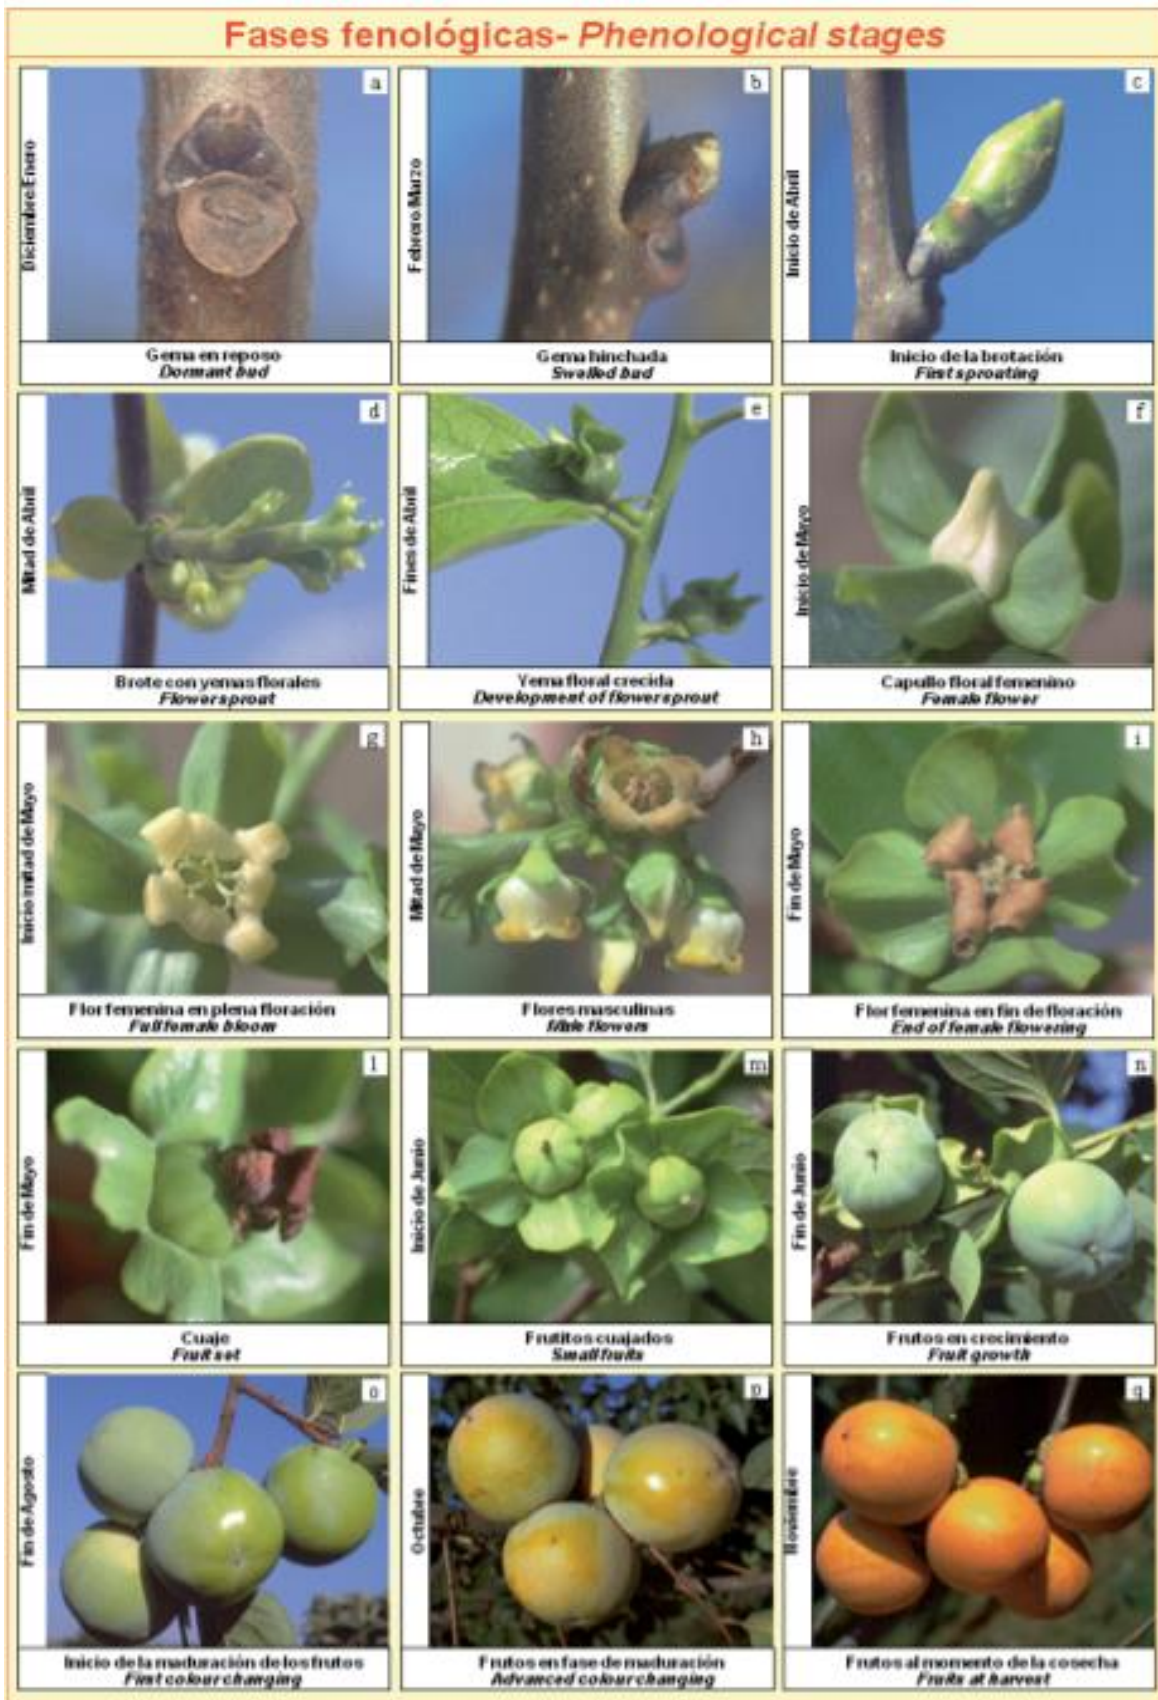 Fases fenológicas- Phenological stages
a
Diciembre/Enero
Gema en reposo
Dormant bud
b
Febrero/Marzo
Gema hinchada
Swelled bud
c
Inicio de Abril
Inicio de la brotación
First sprouting
d
Mitad de Abril
Brote con yemas florales
Flower sprout
e
Fines de Abril
Yema floral crecida
Development of flower sprout
f
Inicio de Mayo
Capullo floral femenino
Female flower
g
Inicio mitad de Mayo
Flor femenina en plena floración
Full female bloom
h
Mitad de Mayo
Flores masculinas
Male flowers
i
Fin de Mayo
Flor femenina en fin de floración
End of female flowering
l
Fin de Mayo
Cuaje
Fruit set
m
Inicio de Junio
Frutitos cuajados
Small fruits
n
Fin de Junio
Frutos en crecimiento
Fruit growth
o
Fin de Agosto
Inicio de la maduración de los frutos
First colour changing
p
Octubre
Frutos en fase de maduración
Advanced colour changing
q
Noviembre
Frutos al momento de la cosecha
Fruits at harvest